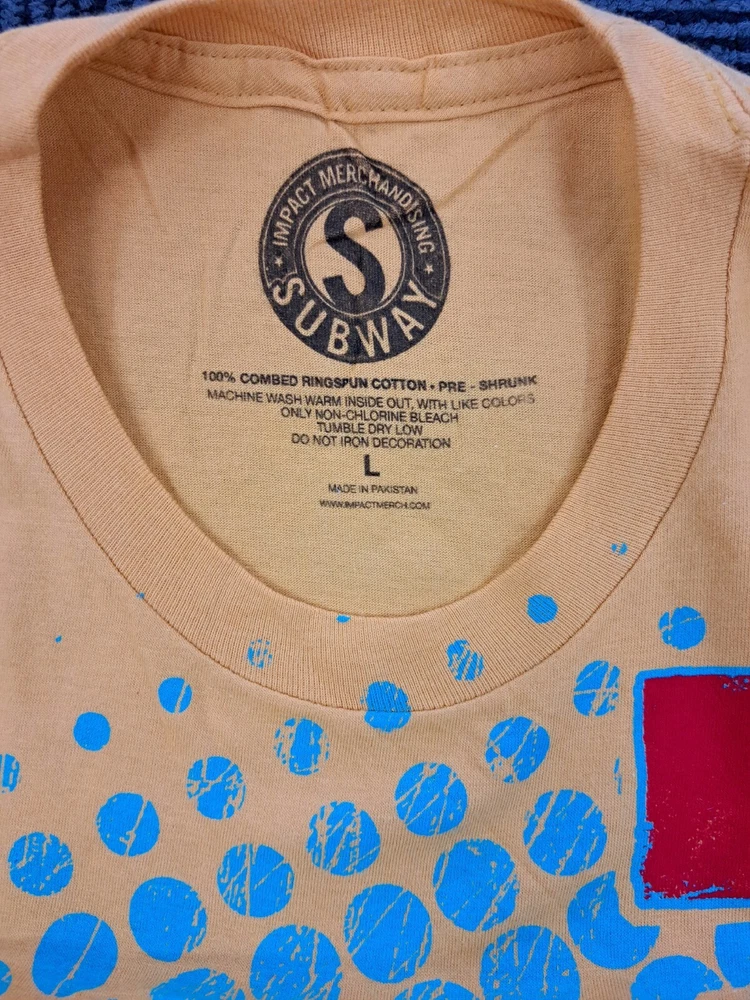 IMPACT MERCHANDISING
S
SUBWAY
100% COMBED RINGSPUN COTTON • PRE - SHRUNK
MACHINE WASH WARM INSIDE OUT, WITH LIKE COLORS
ONLY NON-CHLORINE BLEACH
TUMBLE DRY LOW
DO NOT IRON DECORATION
L
MADE IN PAKISTAN
WWW.IMPACTMERCH.COM